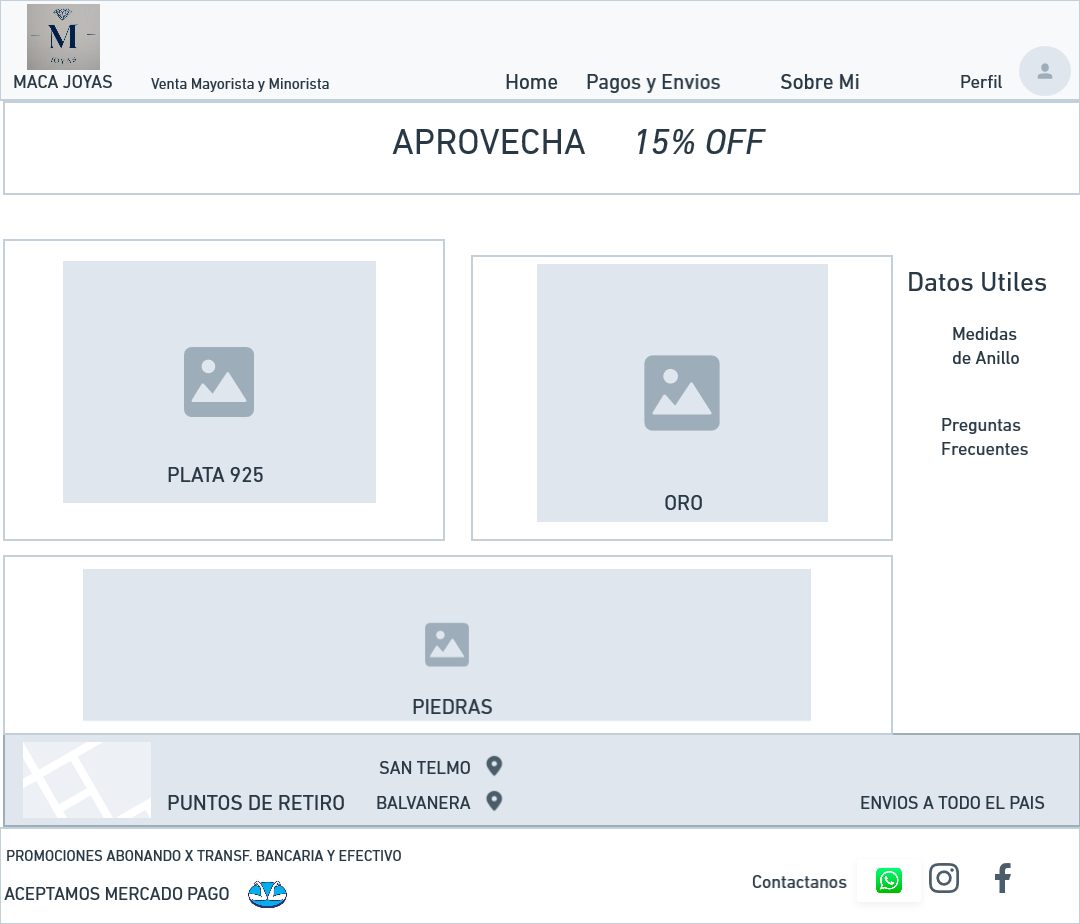 M
JOYAS
MACA JOYAS
Venta Mayorista y Minorista
Home
Pagos y Envios
Sobre Mi
Perfil
APROVECHA 15% OFF
PLATA 925
ORO
Datos Utiles
Medidas
de Anillo
Preguntas
Frecuentes
PIEDRAS
PUNTOS DE RETIRO
SAN TELMO
BALVANERA
ENVIOS A TODO EL PAIS
PROMOCIONES ABONANDO X TRANSF. BANCARIA Y EFECTIVO
ACEPTAMOS MERCADO PAGO
Contactanos